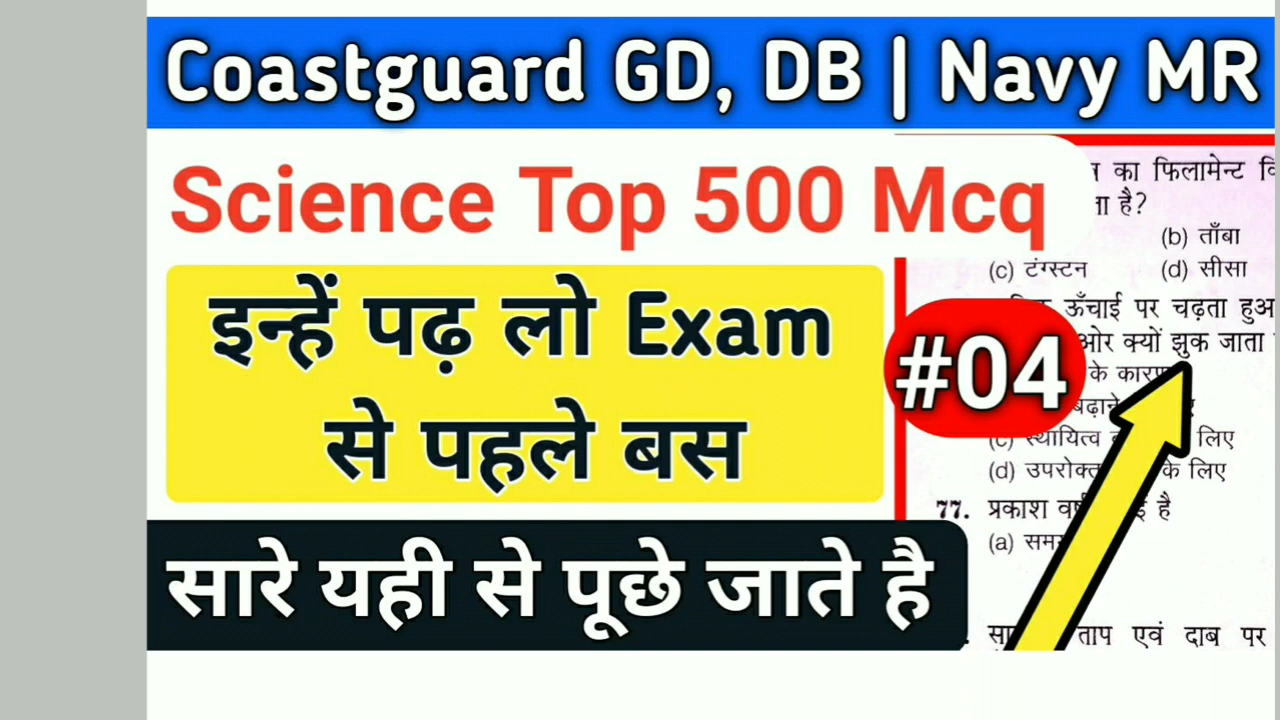 Coastguard GD, DB | Navy MR
Science Top 500 Mcq
इन्हें पढ़ लो Exam
से पहले बस
#04
सारे यही से पूछे जाते है
का फिलामेन्ट
है?
(b) ताँबा
(c) टंग्स्टन (d) सीसा
ऊँचाई पर चढ़ता
ओर क्यों झुक जाता
के
(c) स्थायित्व लिए
(d) के लिए
77. प्रकाश है
(a)
ताप एवं दाब पर